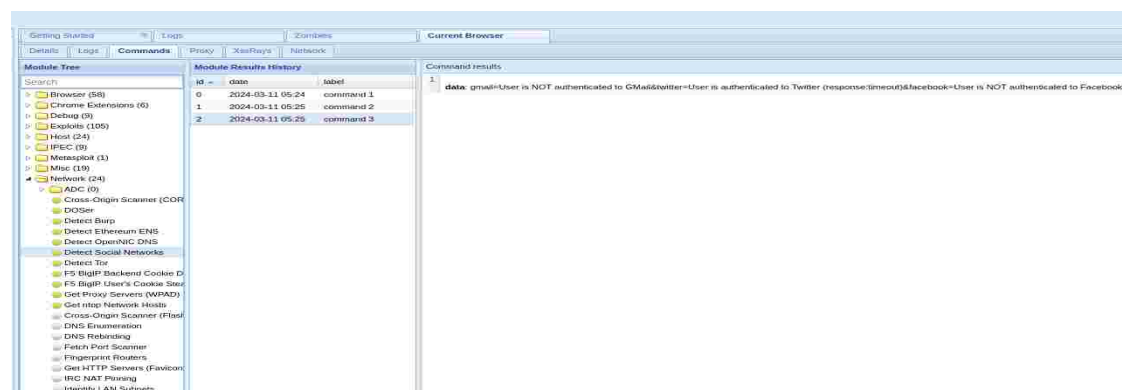 Getting Started Logs Zombies Current Browser
Details Logs Commands Proxy XssRays Network
Module Tree
Search
Browser (58)
Chrome Extensions (6)
Debug (9)
Exploits (105)
Host (24)
IPEC (9)
Metasploit (1)
Misc (19)
Network (24)
ADC (0)
Cross-Origin Scanner (COR
DOSer
Detect Burp
Detect Ethereum ENS
Detect OpenNIC DNS
Detect Social Networks
Detect Tor
F5 BigIP Backend Cookie D
F5 BigIP User's Cookie Stea
Get Proxy Servers (WPAD)
Get ntop Network Hosts
Cross-Origin Scanner (Flash
DNS Enumeration
DNS Rebinding
Fetch Port Scanner
Fingerprint Routers
Get HTTP Servers (Favicon
IRC NAT Pinning
Identify LAN Subnets
Module Results History
id date label
0 2024-03-11 05:24 command 1
1 2024-03-11 05:25 command 2
2 2024-03-11 05:25 command 3
Command results
1
data: gmail=User is NOT authenticated to GMail&twitter=User is authenticated to Twitter (response:timeout)&facebook=User is NOT authenticated to Facebook